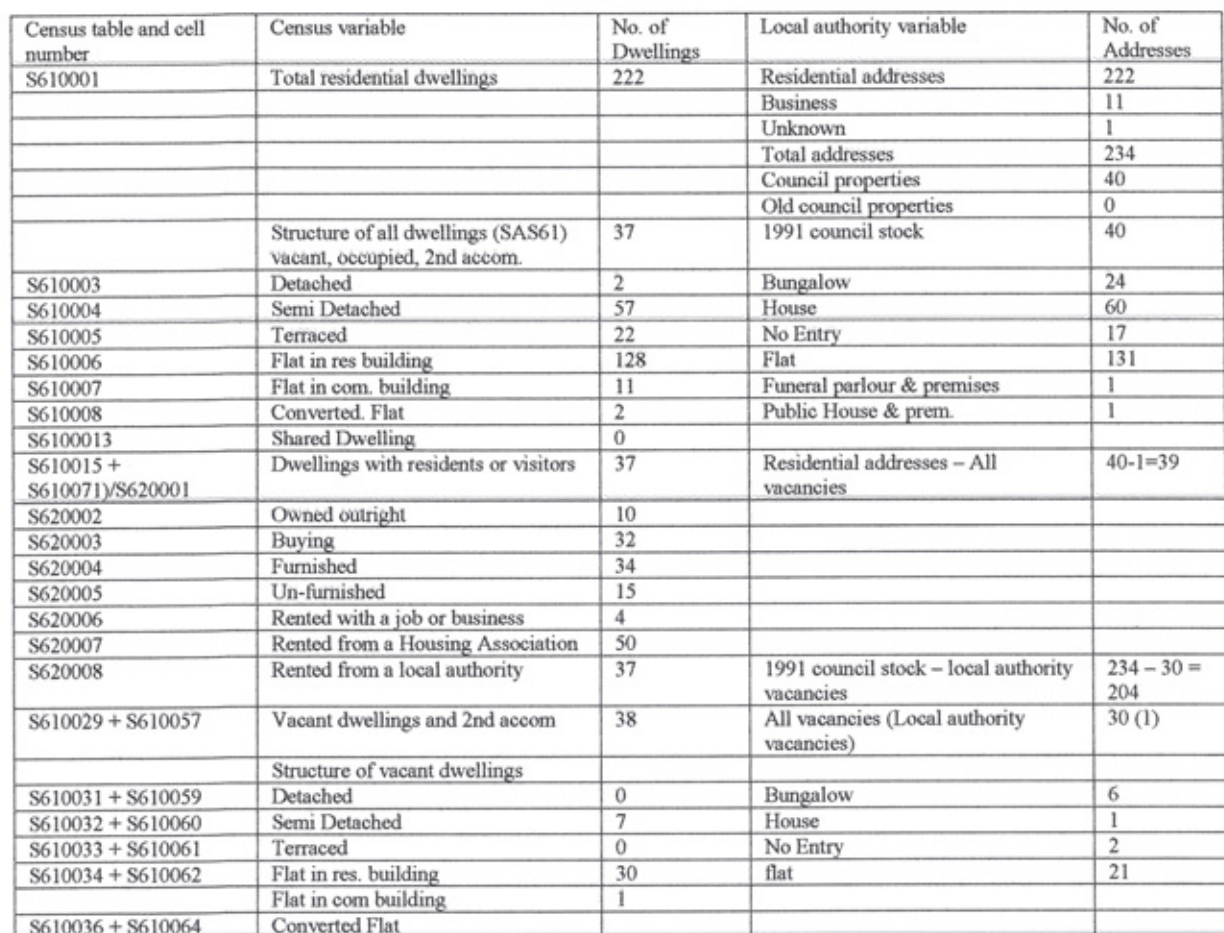 Census table and cell number | Census variable | No. of Dwellings | Local authority variable | No. of Addresses
S610001 | Total residential dwellings | 222 | Residential addresses | 222
Business | 11
Unknown | 1
Total addresses | 234
Council properties | 40
Old council properties | 0
Structure of all dwellings (SAS61) vacant, occupied, 2nd accom. | 37 | 1991 council stock | 40
S610003 | Detached | 2 | Bungalow | 24
S610004 | Semi Detached | 57 | House | 60
S610005 | Terraced | 22 | No Entry | 17
S610006 | Flat in res building | 128 | Flat | 131
S610007 | Flat in com. building | 11 | Funeral parlour & premises | 1
S610008 | Converted. Flat | 2 | Public House & prem. | 1
S6100013 | Shared Dwelling | 0
S610015 + S610071)/S620001 | Dwellings with residents or visitors | 37 | Residential addresses – All vacancies | 40-1=39
S620002 | Owned outright | 10
S620003 | Buying | 32
S620004 | Furnished | 34
S620005 | Un-furnished | 15
S620006 | Rented with a job or business | 4
S620007 | Rented from a Housing Association | 50
S620008 | Rented from a local authority | 37 | 1991 council stock – local authority vacancies | 234 – 30 = 204
S610029 + S610057 | Vacant dwellings and 2nd accom | 38 | All vacancies (Local authority vacancies) | 30 (1)
Structure of vacant dwellings
S610031 + S610059 | Detached | 0 | Bungalow | 6
S610032 + S610060 | Semi Detached | 7 | House | 1
S610033 + S610061 | Terraced | 0 | No Entry | 2
S610034 + S610062 | Flat in res. building | 30 | flat | 21
Flat in com building | 1
S610036 + S610064 | Converted Flat